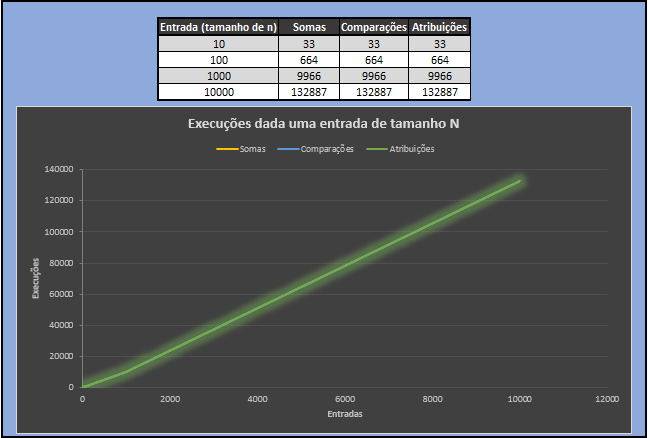 Entrada (tamanho de n) Somas Comparações Atribuições
10 33 33 33
100 664 664 664
1000 9966 9966 9966
10000 132887 132887 132887
Execuções dada uma entrada de tamanho N
Somas Comparações Atribuições
140000
120000
100000
80000
60000
40000
20000
0
Execuções
0 2000 4000 6000 8000 10000 12000
Entradas